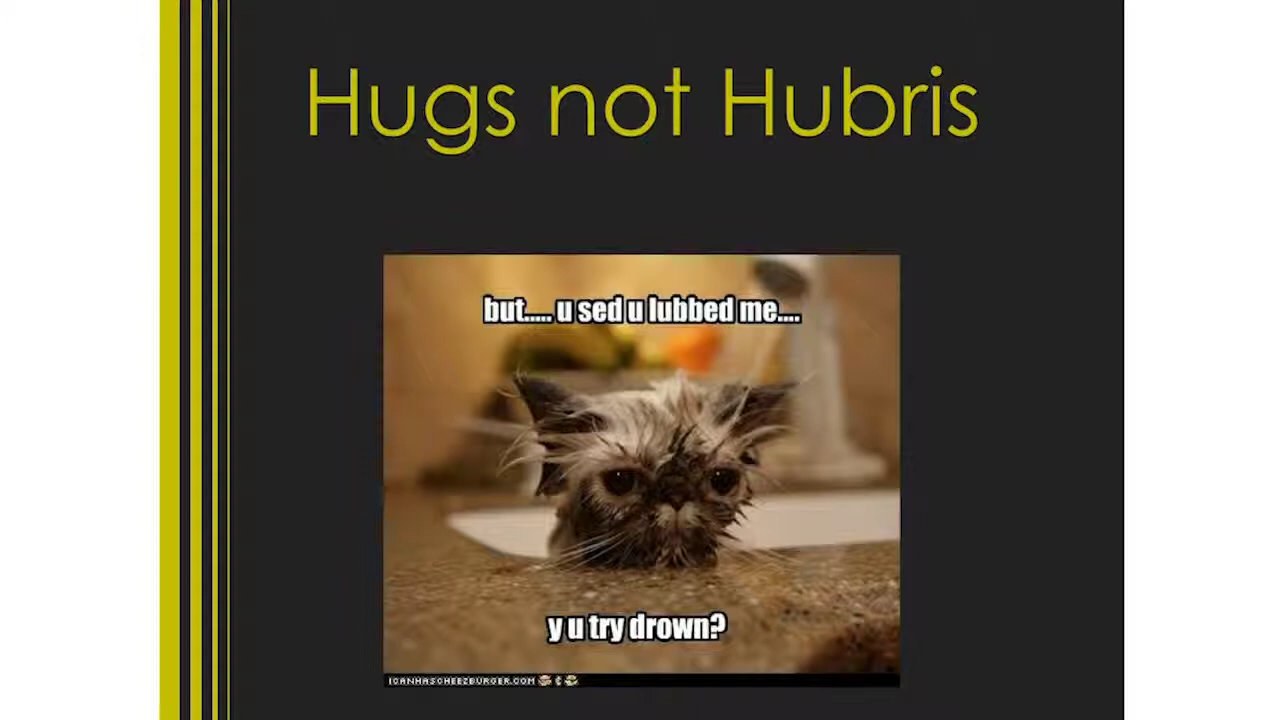 Hugs not Hubris
but..... u sed u lubbed me....
y u try drown?
ICANHASCHEEZBURGER.COM